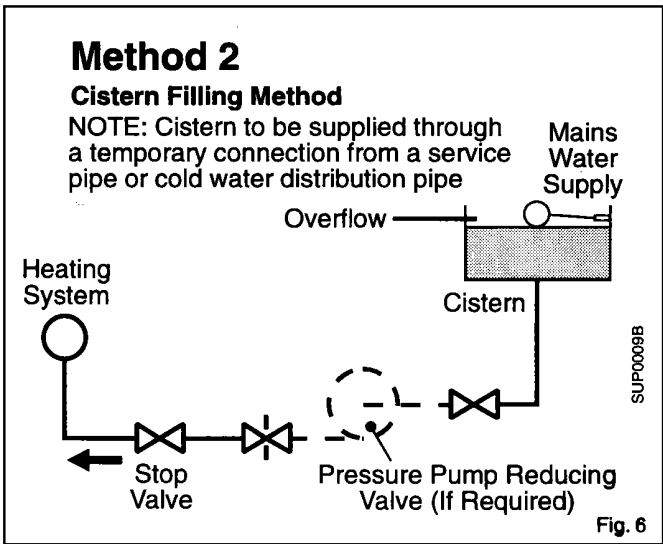 Method 2
Cistern Filling Method
NOTE: Cistern to be supplied through
a temporary connection from a service
pipe or cold water distribution pipe
Mains
Water
Supply
Overflow
Heating
System
Cistern
SUP0009B
Stop
Valve
Pressure Pump Reducing
Valve (If Required)
Fig. 6